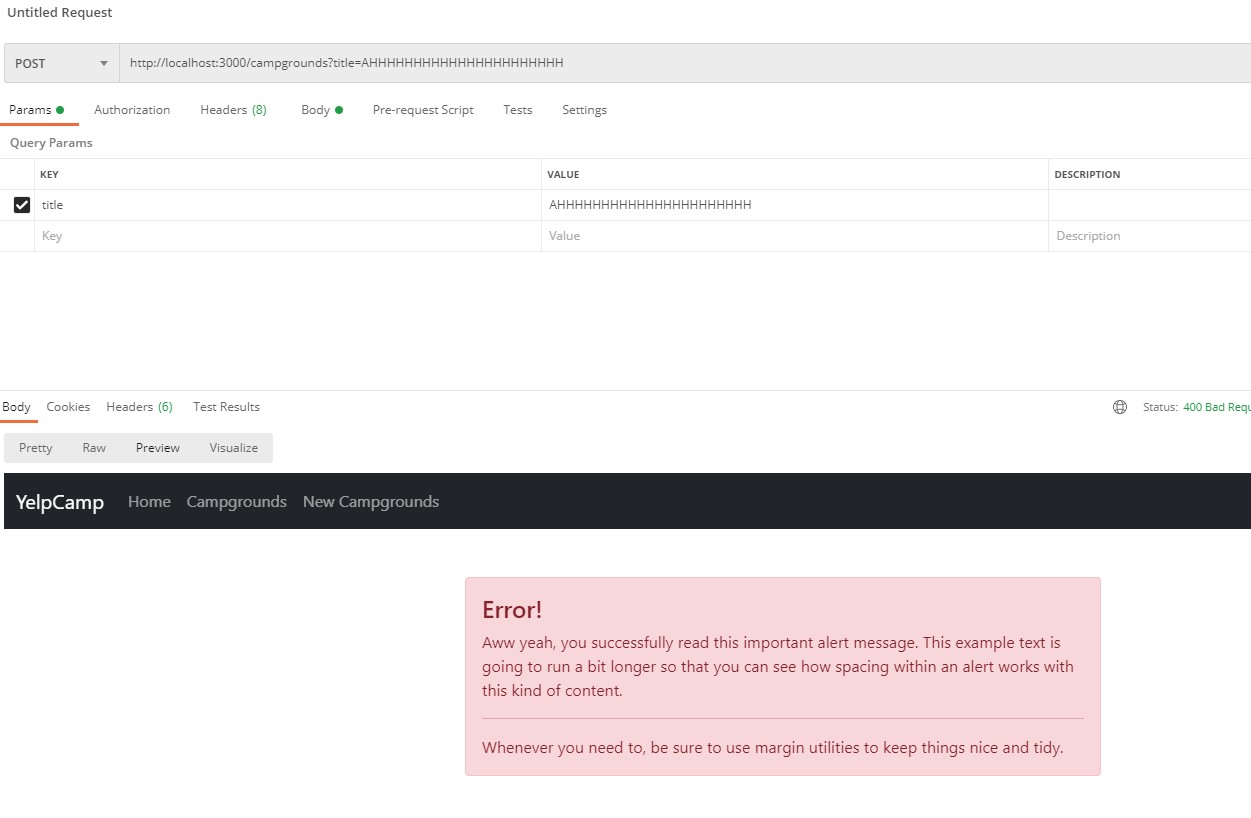 Untitled Request
POST http://localhost:3000/campgrounds?title=AHHHHHHHHHHHHHHHHHHHHHH
Params Authorization Headers (8) Body Pre-request Script Tests Settings
Query Params
KEY VALUE DESCRIPTION
title AHHHHHHHHHHHHHHHHHHHHHH
Key Value Description
Body Cookies Headers (6) Test Results Status: 400 Bad Requ
Pretty Raw Preview Visualize
YelpCamp Home Campgrounds New Campgrounds
Error!
Aww yeah, you successfully read this important alert message. This example text is
going to run a bit longer so that you can see how spacing within an alert works with
this kind of content.
Whenever you need to, be sure to use margin utilities to keep things nice and tidy.